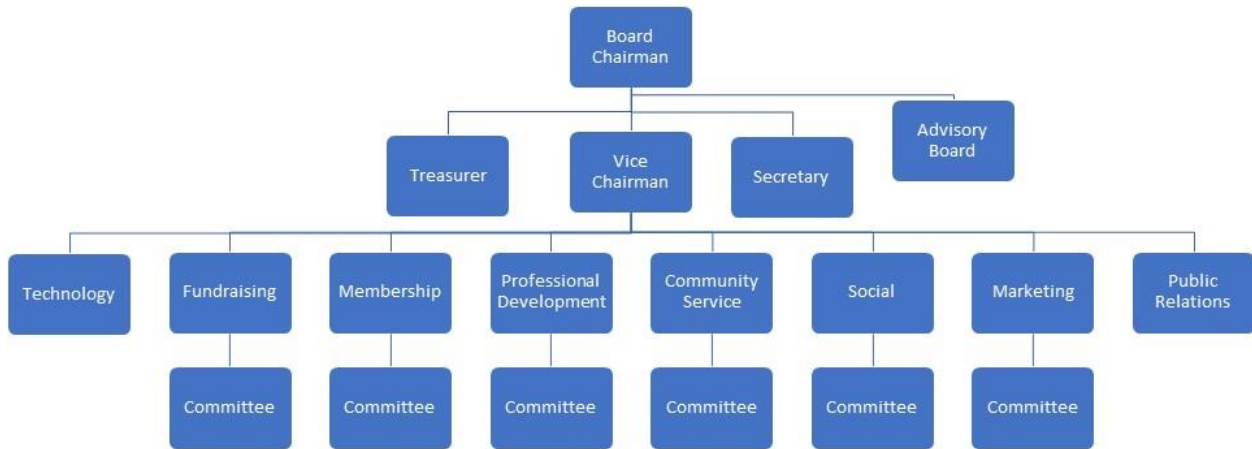 Board
Chairman
Treasurer
Vice
Chairman
Secretary
Advisory
Board
Technology
Fundraising
Membership
Professional
Development
Community
Service
Social
Marketing
Public
Relations
Committee
Committee
Committee
Committee
Committee
Committee